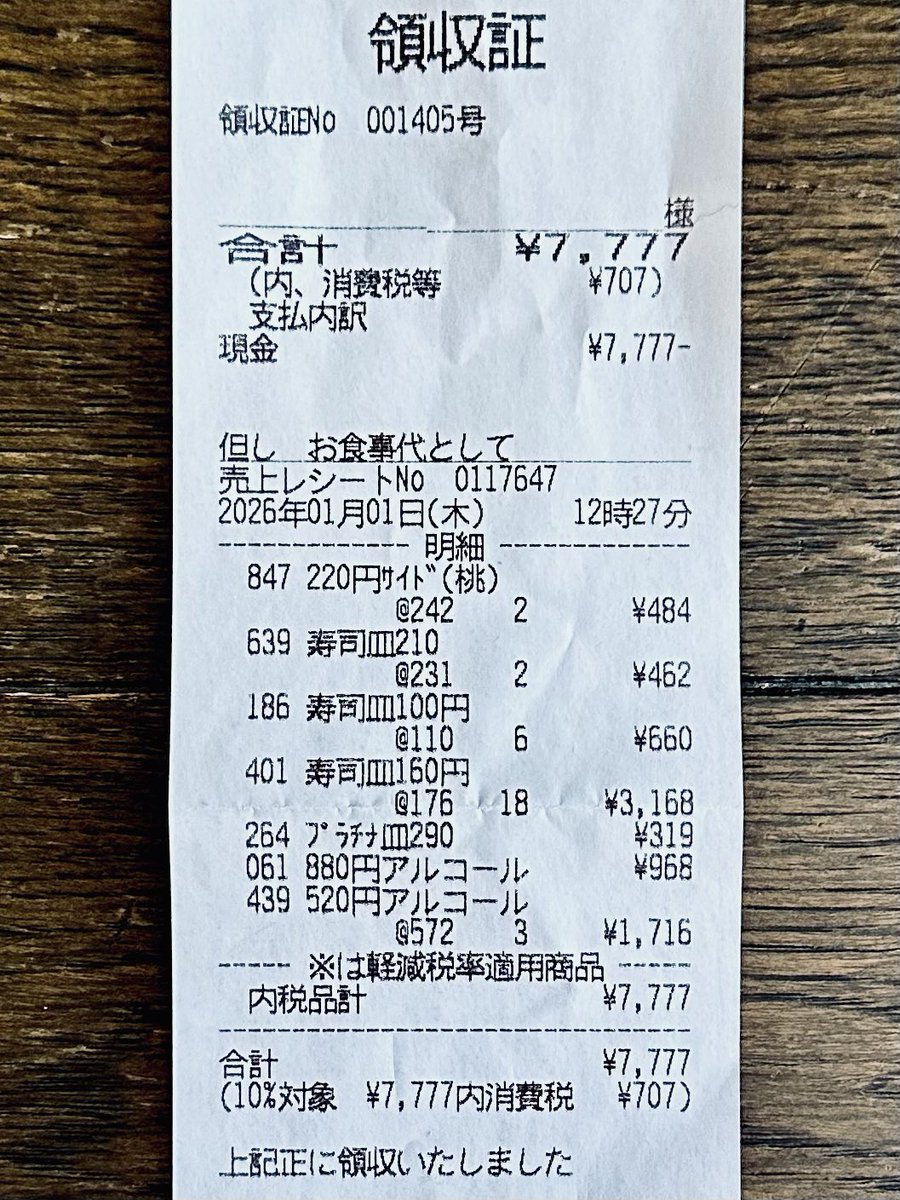 領収証
領収証No 001405号
様
合計 ¥7,777
(内、消費税等 ¥707)
支払内訳
現金 ¥7,777-
但し お食事代として
売上レシートNo 0117647
2026年01月01日(木) 12時27分
------------- 明細 -------------
847 220円ｻｲﾄﾞ(桃)
@242 2 ¥484
639 寿司皿210
@231 2 ¥462
186 寿司皿100円
@110 6 ¥660
401 寿司皿160円
@176 18 ¥3,168
264 ﾌﾟﾗﾁﾅ皿290 ¥319
061 880円アルコール ¥968
439 520円アルコール
@572 3 ¥1,716
----- ※は軽減税率適用商品 -----
内税品計 ¥7,777
--------------------------------
合計 ¥7,777
(10%対象 ¥7,777内消費税 ¥707)
上記正に領収いたしました